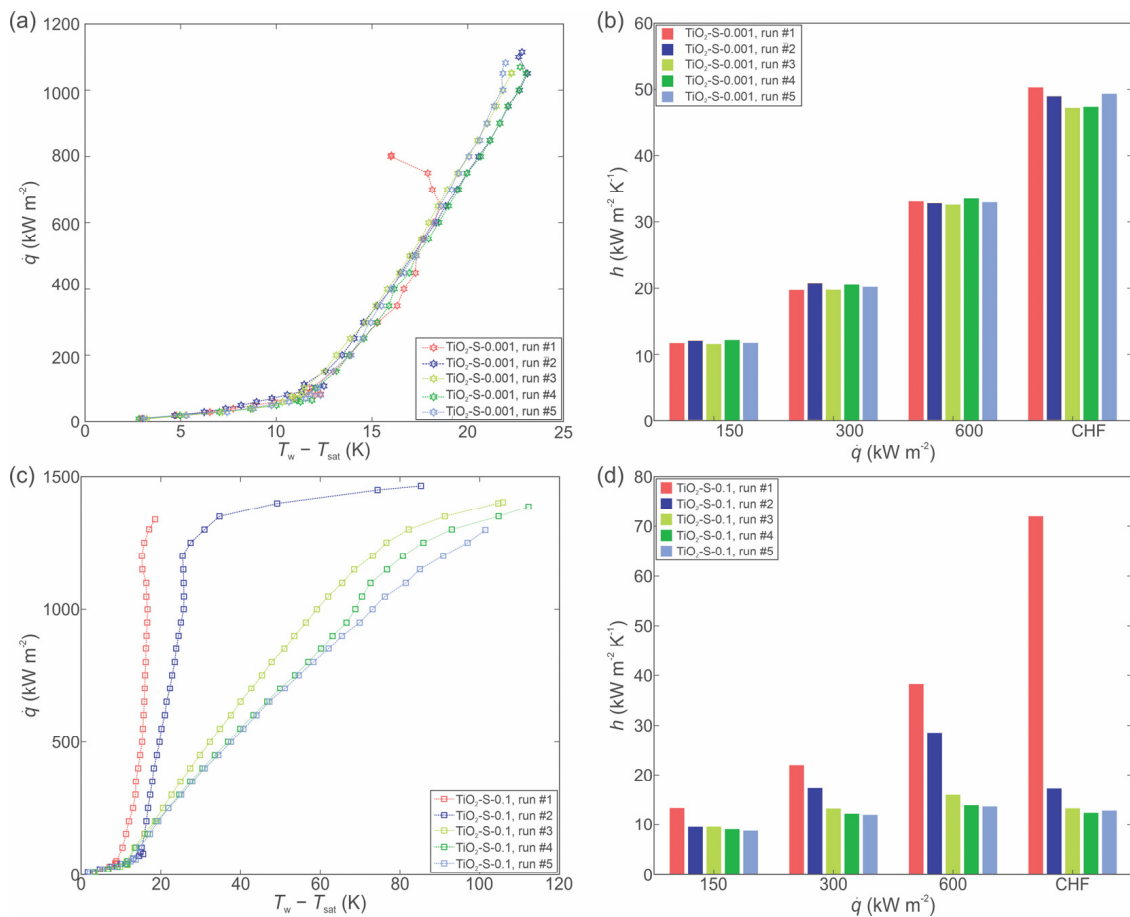 (a)
1200
1000
800
600
400
200
0
q̇ (kW m⁻²)
0 5 10 15 20 25
T_w − T_sat (K)
TiO₂-S-0.001, run #1
TiO₂-S-0.001, run #2
TiO₂-S-0.001, run #3
TiO₂-S-0.001, run #4
TiO₂-S-0.001, run #5
(b)
60
50
40
30
20
10
0
h (kW m⁻² K⁻¹)
TiO₂-S-0.001, run #1
TiO₂-S-0.001, run #2
TiO₂-S-0.001, run #3
TiO₂-S-0.001, run #4
TiO₂-S-0.001, run #5
150 300 600 CHF
q̇ (kW m⁻²)
(c)
1500
1000
500
0
q̇ (kW m⁻²)
0 20 40 60 80 100 120
T_w − T_sat (K)
TiO₂-S-0.1, run #1
TiO₂-S-0.1, run #2
TiO₂-S-0.1, run #3
TiO₂-S-0.1, run #4
TiO₂-S-0.1, run #5
(d)
80
70
60
50
40
30
20
10
0
h (kW m⁻² K⁻¹)
TiO₂-S-0.1, run #1
TiO₂-S-0.1, run #2
TiO₂-S-0.1, run #3
TiO₂-S-0.1, run #4
TiO₂-S-0.1, run #5
150 300 600 CHF
q̇ (kW m⁻²)